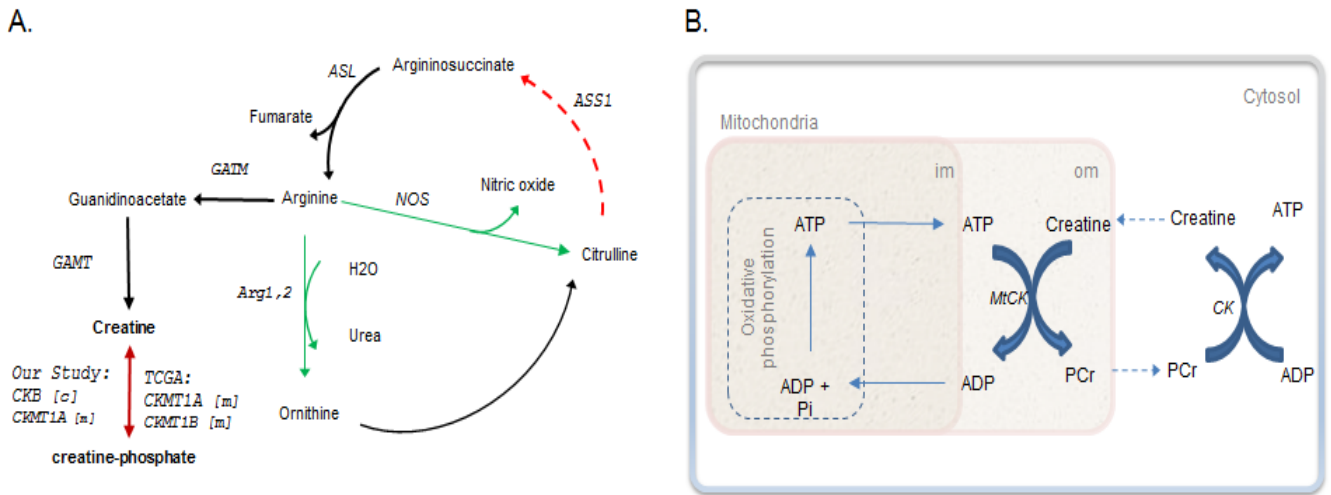 A.
Argininosuccinate
ASL
ASS1
Fumarate
GATM
Guanidinoacetate
Arginine
NOS
Nitric oxide
Citrulline
GAMT
H2O
Arg1,2
Urea
Creatine
Our Study:
CKB [c]
CKMT1A [m]
TCGA:
CKMT1A [m]
CKMT1B [m]
Ornithine
creatine-phosphate
B.
Cytosol
Mitochondria
im
om
Oxidative
phosphorylation
ATP
ATP
Creatine
Creatine
ATP
MtCK
CK
ADP +
Pi
ADP
PCr
PCr
ADP